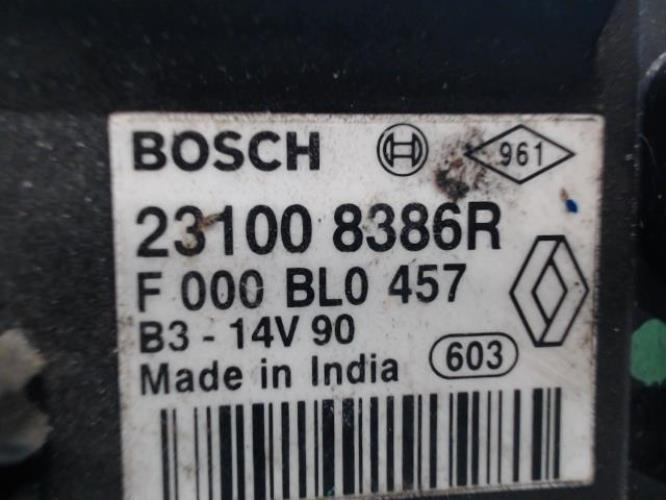 BOSCH 961
23100 8386R
F 000 BL0 457
B3 - 14V 90
Made in India 603